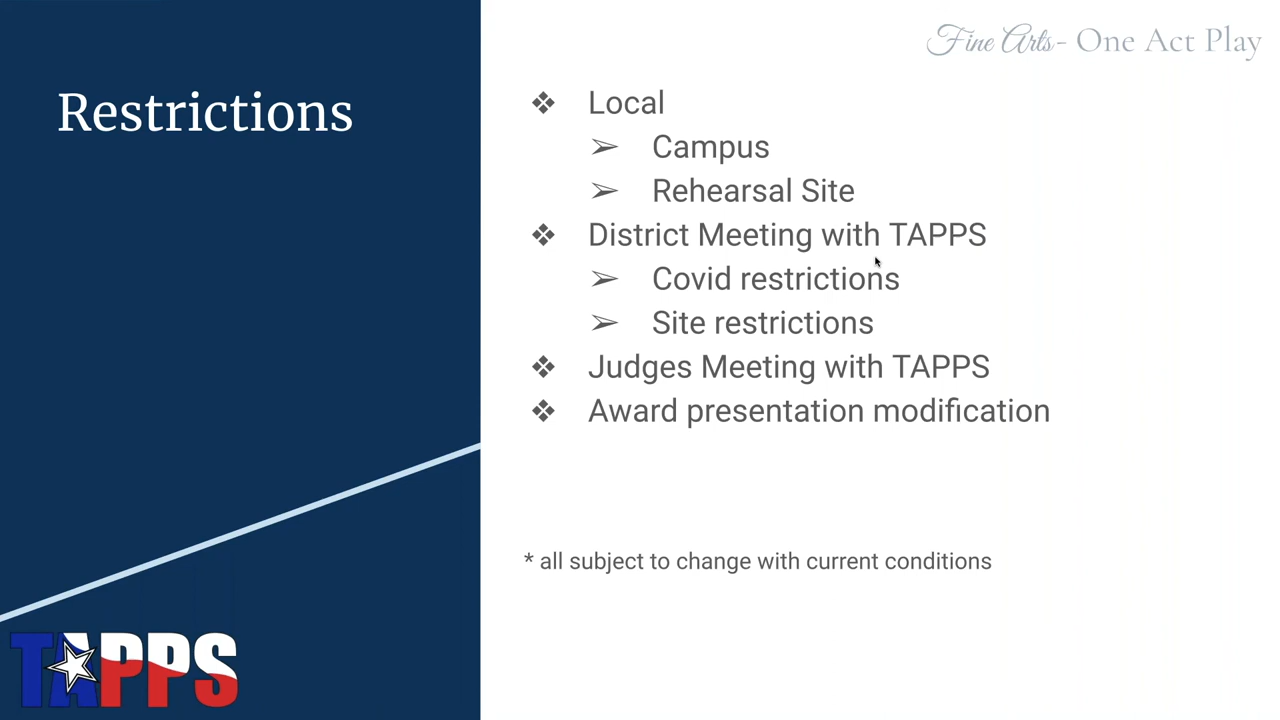 Fine Arts - One Act Play
Restrictions
❖ Local
➢ Campus
➢ Rehearsal Site
❖ District Meeting with TAPPS
➢ Covid restrictions
➢ Site restrictions
❖ Judges Meeting with TAPPS
❖ Award presentation modification
* all subject to change with current conditions
TAPPS